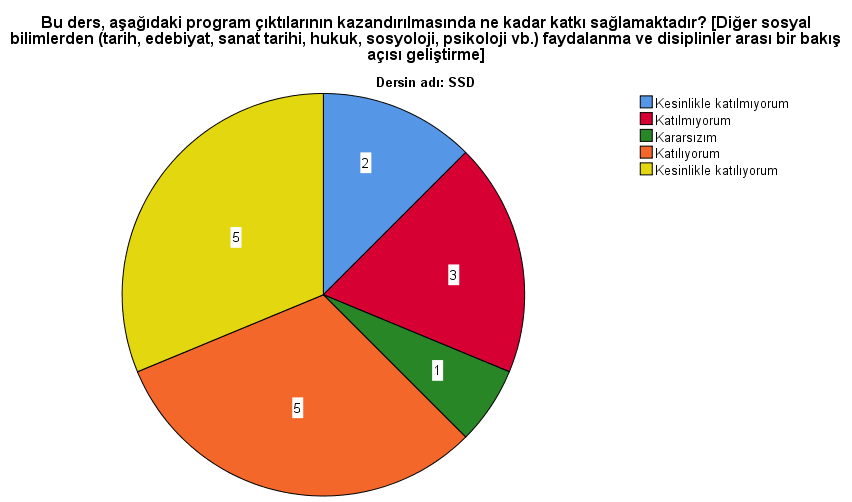 Bu ders, aşağıdaki program çıktılarının kazandırılmasında ne kadar katkı sağlamaktadır? [Diğer sosyal
bilimlerden (tarih, edebiyat, sanat tarihi, hukuk, sosyoloji, psikoloji vb.) faydalanma ve disiplinler arası bir bakış
açısı geliştirme]
Dersin adı: SSD
Kesinlikle katılmıyorum
Katılmıyorum
Kararsızım
Katılıyorum
Kesinlikle katılıyorum
2
5
3
1
5